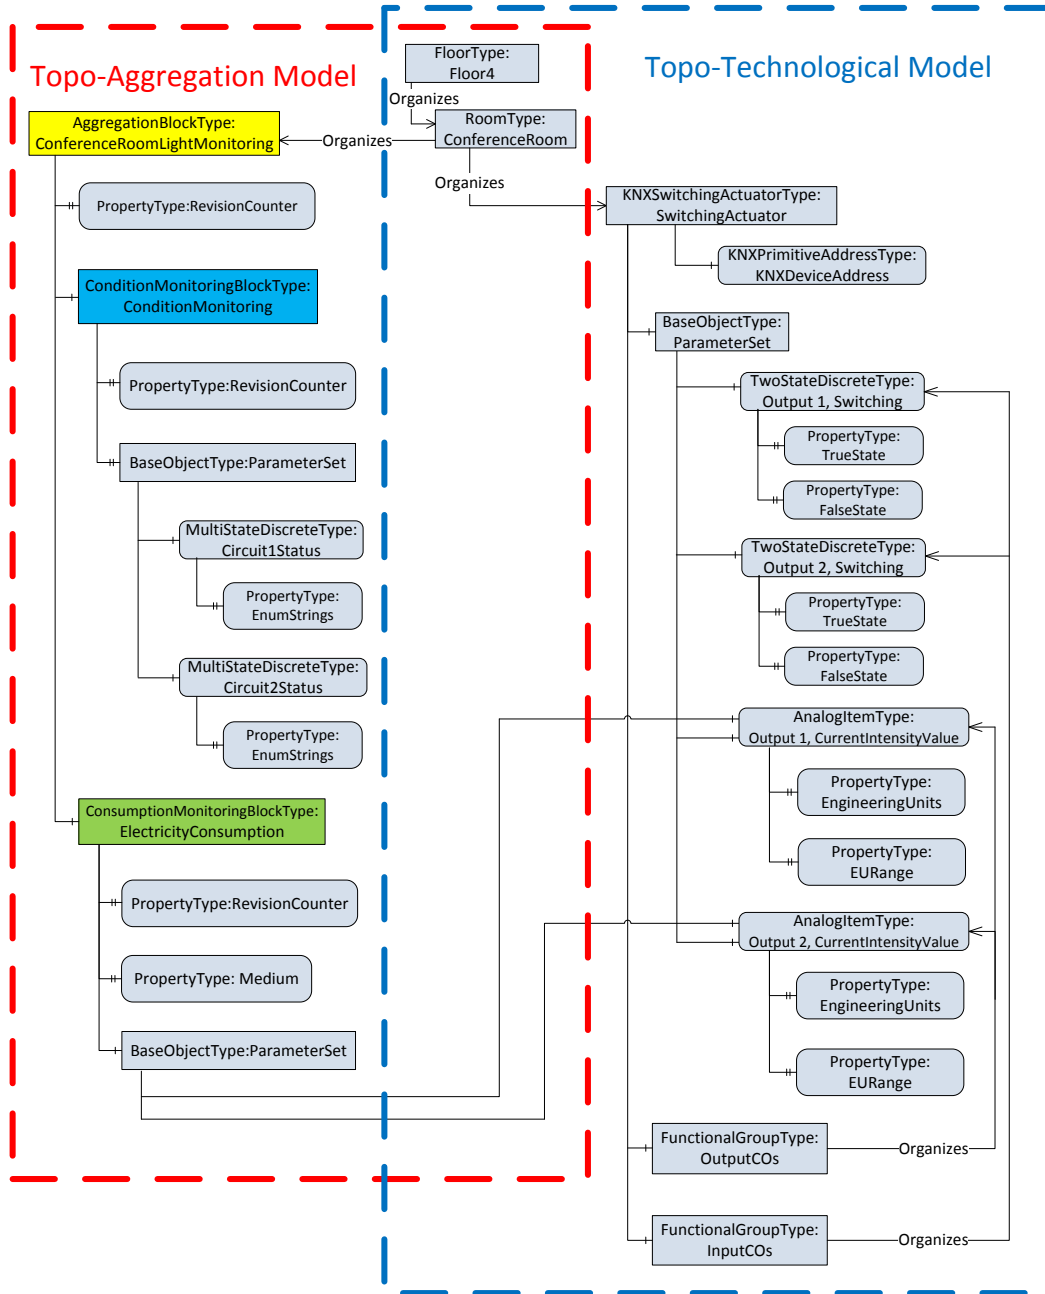 Topo-Aggregation Model
Topo-Technological Model
FloorType:
Floor4
Organizes
RoomType:
ConferenceRoom
Organizes
Organizes
AggregationBlockType:
ConferenceRoomLightMonitoring
PropertyType:RevisionCounter
ConditionMonitoringBlockType:
ConditionMonitoring
PropertyType:RevisionCounter
BaseObjectType:ParameterSet
MultiStateDiscreteType:
Circuit1Status
PropertyType:
EnumStrings
MultiStateDiscreteType:
Circuit2Status
PropertyType:
EnumStrings
ConsumptionMonitoringBlockType:
ElectricityConsumption
PropertyType:RevisionCounter
PropertyType: Medium
BaseObjectType:ParameterSet
KNXSwitchingActuatorType:
SwitchingActuator
KNXPrimitiveAddressType:
KNXDeviceAddress
BaseObjectType:
ParameterSet
TwoStateDiscreteType:
Output 1, Switching
PropertyType:
TrueState
PropertyType:
FalseState
TwoStateDiscreteType:
Output 2, Switching
PropertyType:
TrueState
PropertyType:
FalseState
AnalogItemType:
Output 1, CurrentIntensityValue
PropertyType:
EngineeringUnits
PropertyType:
EURange
AnalogItemType:
Output 2, CurrentIntensityValue
PropertyType:
EngineeringUnits
PropertyType:
EURange
FunctionalGroupType:
OutputCOs
Organizes
FunctionalGroupType:
InputCOs
Organizes